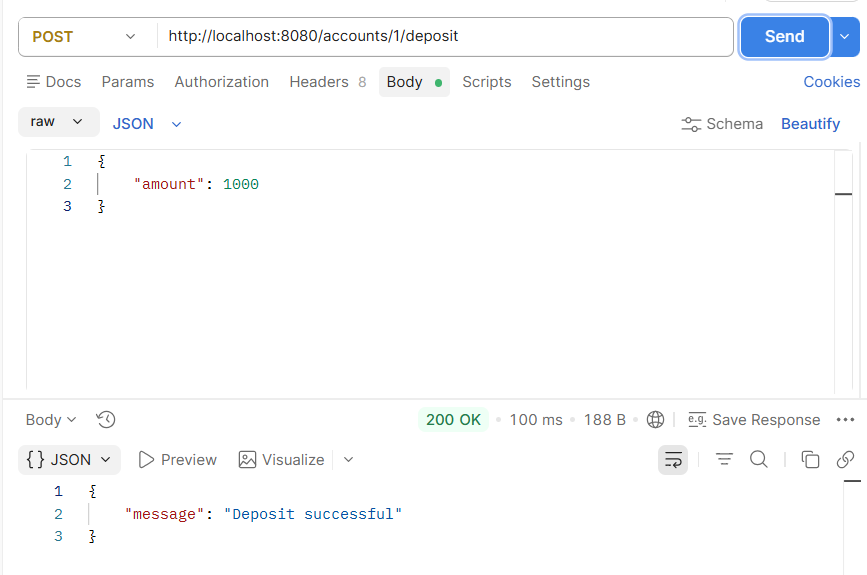 POST http://localhost:8080/accounts/1/deposit Send
Docs Params Authorization Headers 8 Body Scripts Settings Cookies
raw JSON Schema Beautify
1 {
2 "amount": 1000
3 }
Body 200 OK 100 ms 188 B e.g. Save Response
{} JSON Preview Visualize
1 {
2 "message": "Deposit successful"
3 }